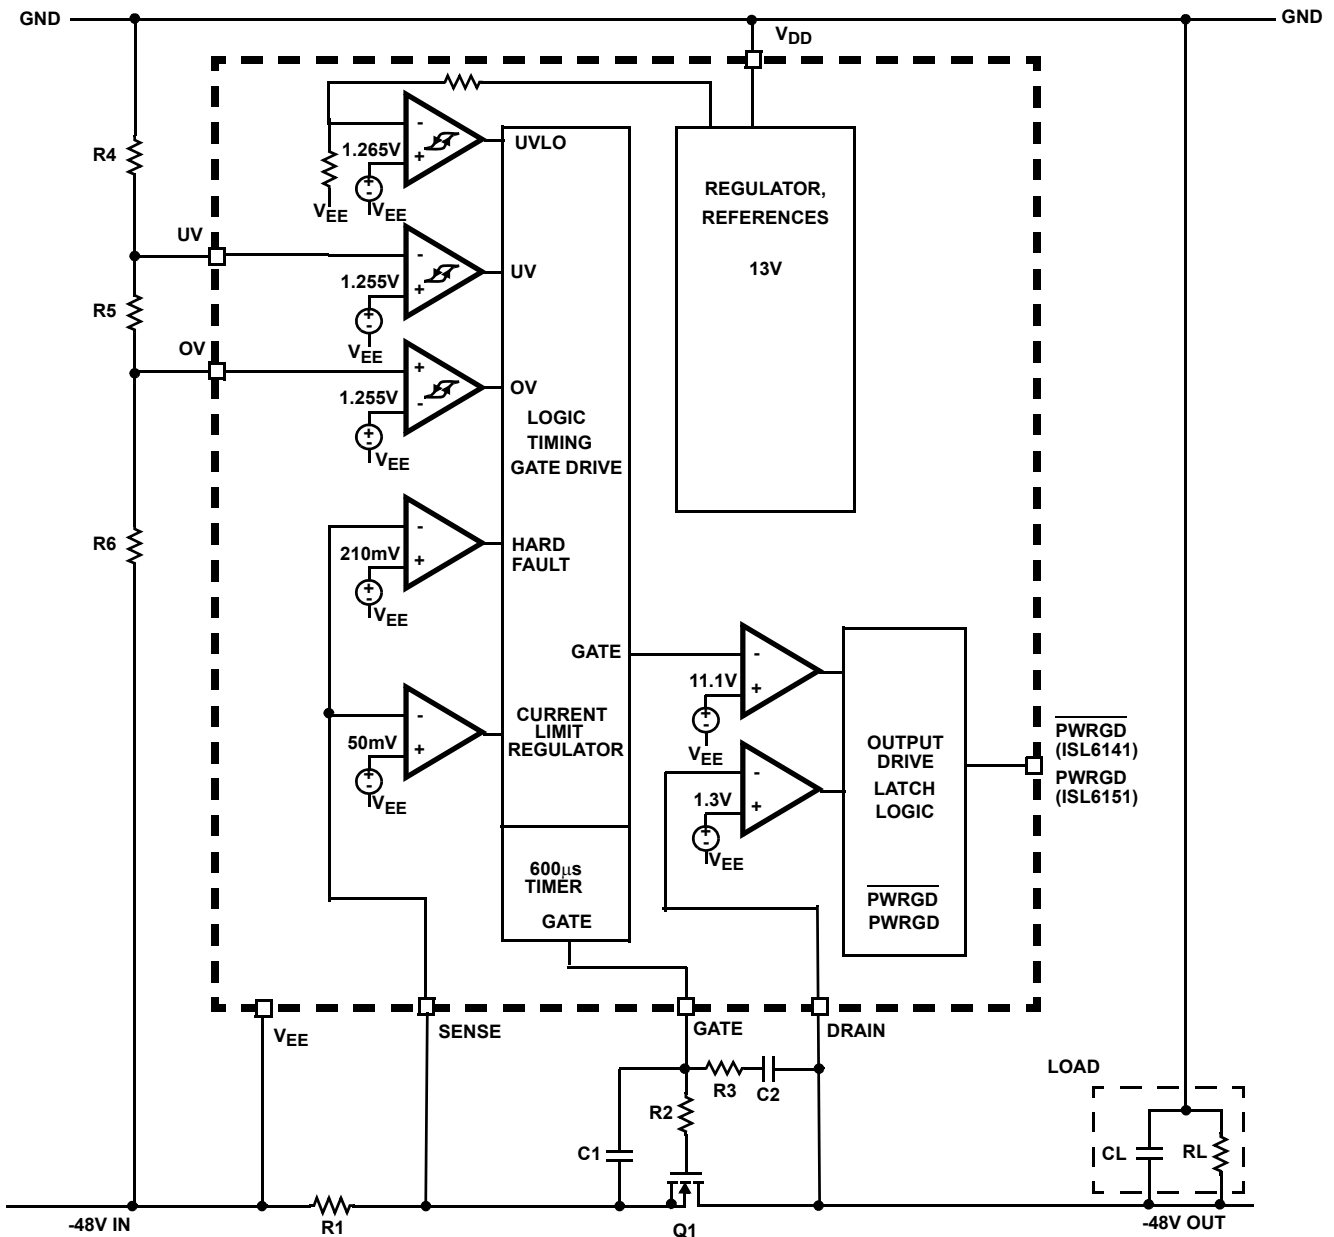 GND
GND
VDD
R4
1.265V
-
+
+
-
VEE
VEE
UVLO
REGULATOR,
REFERENCES
13V
UV
-
1.255V
+
+
-
VEE
UV
R5
OV
+
1.255V
-
+
-
VEE
OV
LOGIC
TIMING
GATE DRIVE
R6
-
210mV
+
+
-
VEE
HARD
FAULT
GATE
-
11.1V
+
+
-
VEE
-
50mV
+
+
-
VEE
CURRENT
LIMIT
REGULATOR
-
1.3V
+
+
-
VEE
OUTPUT
DRIVE
LATCH
LOGIC
PWRGD
(ISL6141)
PWRGD
(ISL6151)
600µs
TIMER
GATE
PWRGD
PWRGD
VEE
SENSE
GATE
DRAIN
R3
C2
R2
C1
LOAD
CL
RL
-48V IN
R1
Q1
-48V OUT